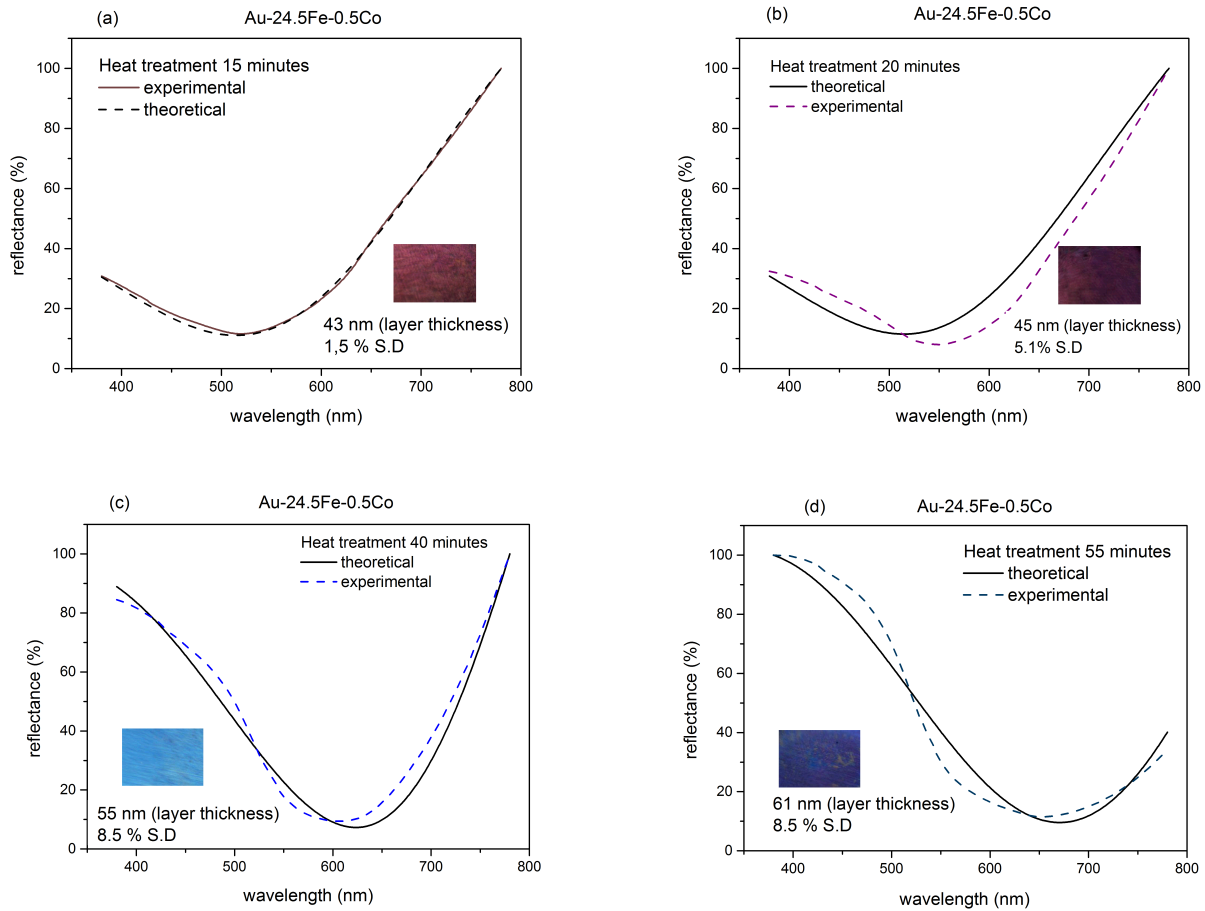 (a)
Au-24.5Fe-0.5Co
Heat treatment 15 minutes
experimental
theoretical
reflectance (%)
100
80
60
40
20
0
43 nm (layer thickness)
1,5 % S.D
400
500
600
700
800
wavelength (nm)
(b)
Au-24.5Fe-0.5Co
Heat treatment 20 minutes
theoretical
experimental
reflectance (%)
100
80
60
40
20
0
45 nm (layer thickness)
5.1% S.D
400
500
600
700
800
wavelength (nm)
(c)
Au-24.5Fe-0.5Co
Heat treatment 40 minutes
theoretical
experimental
reflectance (%)
100
80
60
40
20
0
55 nm (layer thickness)
8.5 % S.D
400
500
600
700
800
wavelength (nm)
(d)
Au-24.5Fe-0.5Co
Heat treatment 55 minutes
theoretical
experimental
reflectance (%)
100
80
60
40
20
0
61 nm (layer thickness)
8.5 % S.D
400
500
600
700
800
wavelength (nm)